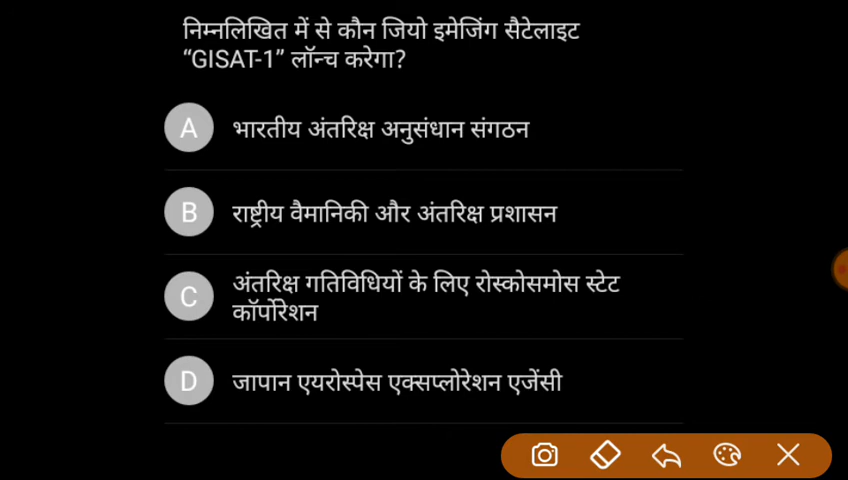 निम्नलिखित में से कौन जियो इमेजिंग सैटेलाइट
“GISAT-1” लॉन्च करेगा?
A भारतीय अंतरिक्ष अनुसंधान संगठन
B राष्ट्रीय वैमानिकी और अंतरिक्ष प्रशासन
C अंतरिक्ष गतिविधियों के लिए रोस्कोसमोस स्टेट
कॉर्पोरेशन
D जापान एयरोस्पेस एक्सप्लोरेशन एजेंसी